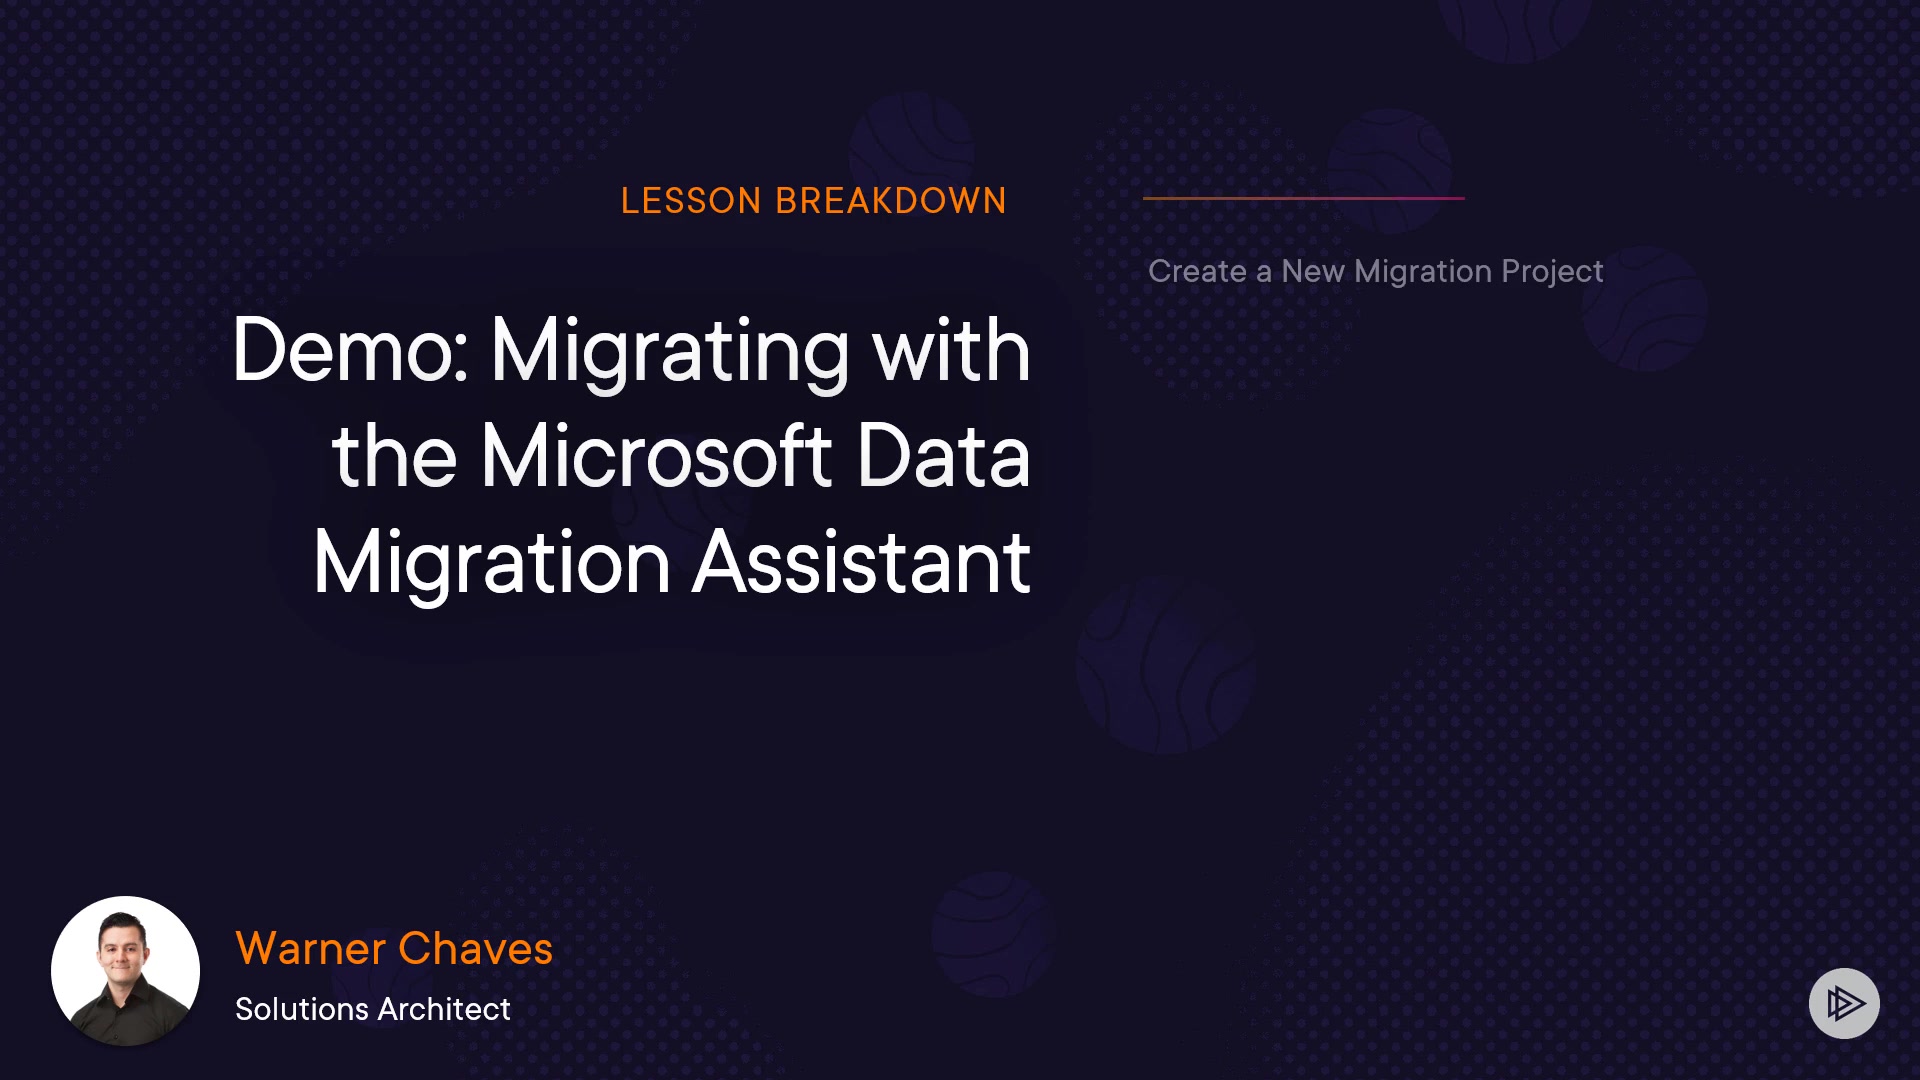 LESSON BREAKDOWN
Demo: Migrating with
the Microsoft Data
Migration Assistant
Create a New Migration Project
Warner Chaves
Solutions Architect